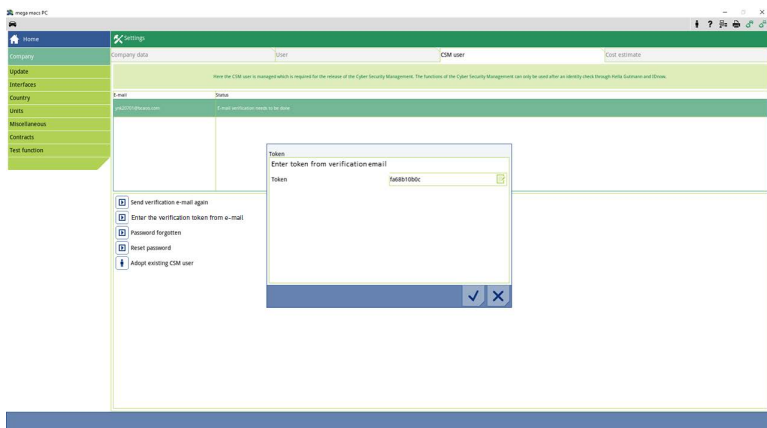 mega macs PC
Home
Settings
Company
Company data
User
CSM user
Cost estimate
Update
Interfaces
Country
Units
Miscellaneous
Contracts
Test function
Here the CSM user is managed which is required for the release of the Cyber Security Management. The functions of the Cyber Security Management can only be used after an identity check through Hella Gutmann and IDnow.
E-mail
Status
E-mail verification needs to be done
Token
Enter token from verification email
Token
fa68b10b0c
Send verification e-mail again
Enter the verification token from e-mail
Password forgotten
Reset password
Adopt existing CSM user